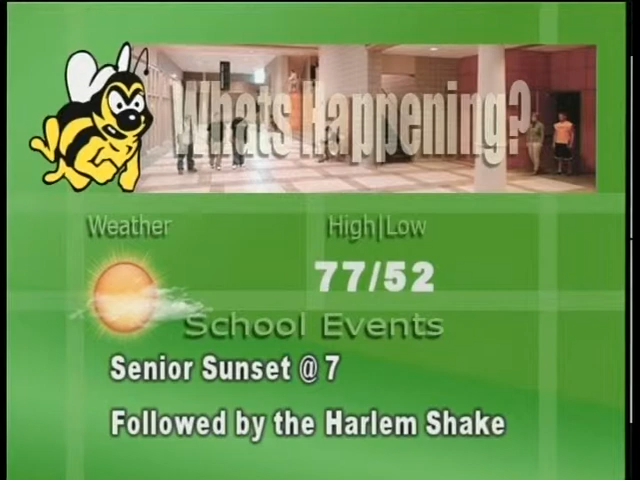 Whats Happening?
Weather
High|Low
77/52
School Events
Senior Sunset @ 7
Followed by the Harlem Shake